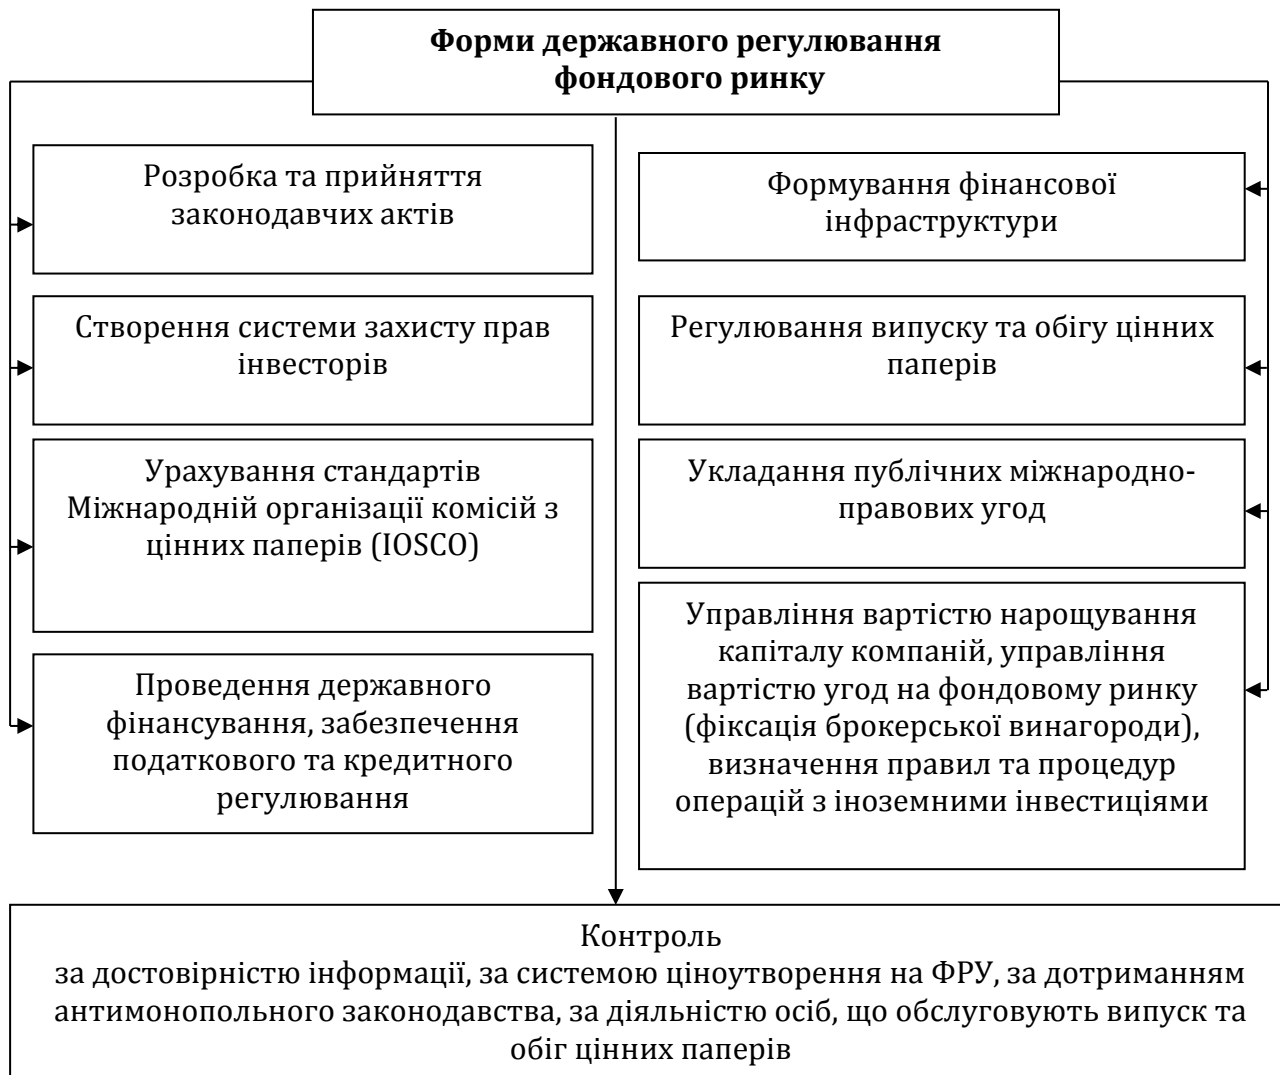 Форми державного регулювання
фондового ринку
Розробка та прийняття
законодавчих актів
Створення системи захисту прав
інвесторів
Урахування стандартів
Міжнародній організації комісій з
цінних паперів (IOSCO)
Проведення державного
фінансування, забезпечення
податкового та кредитного
регулювання
Формування фінансової
інфраструктури
Регулювання випуску та обігу цінних
паперів
Укладання публічних міжнародно-
правових угод
Управління вартістю нарощування
капіталу компаній, управління
вартістю угод на фондовому ринку
(фіксація брокерської винагороди),
визначення правил та процедур
операцій з іноземними інвестиціями
Контроль
за достовірністю інформації, за системою ціноутворення на ФРУ, за дотриманням
антимонопольного законодавства, за діяльністю осіб, що обслуговують випуск та
обіг цінних паперів